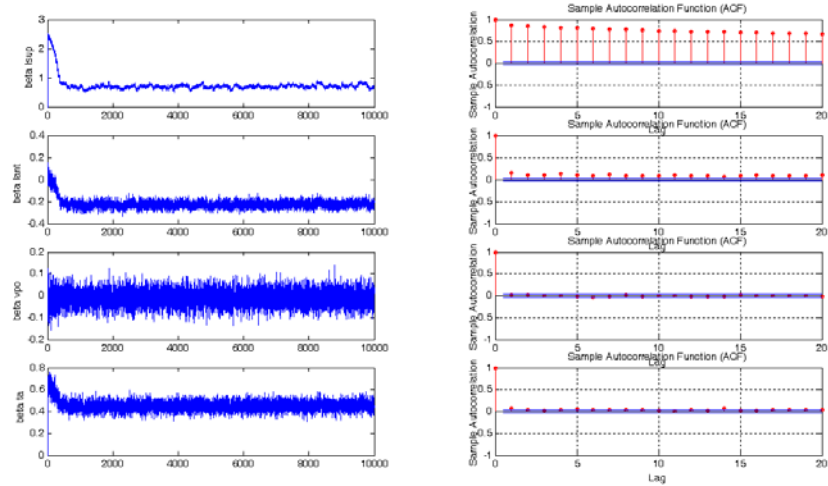 Sample Autocorrelation Function (ACF)
3
2
1
0
beta lsup
0 2000 4000 6000 8000 10000
1
0.5
0
-0.5
-1
Sample Autocorrelation
0 5 10 15 20
Lag
Sample Autocorrelation Function (ACF)
0.4
0.2
0
-0.2
-0.4
beta lant
0 2000 4000 6000 8000 10000
1
0.5
0
-0.5
-1
Sample Autocorrelation
0 5 10 15 20
Lag
Sample Autocorrelation Function (ACF)
0.2
0.1
0
-0.1
-0.2
beta vpo
0 2000 4000 6000 8000 10000
1
0.5
0
-0.5
-1
Sample Autocorrelation
0 5 10 15 20
Lag
Sample Autocorrelation Function (ACF)
0.8
0.6
0.4
0.2
0
beta ta
0 2000 4000 6000 8000 10000
1
0.5
0
-0.5
-1
Sample Autocorrelation
0 5 10 15 20
Lag